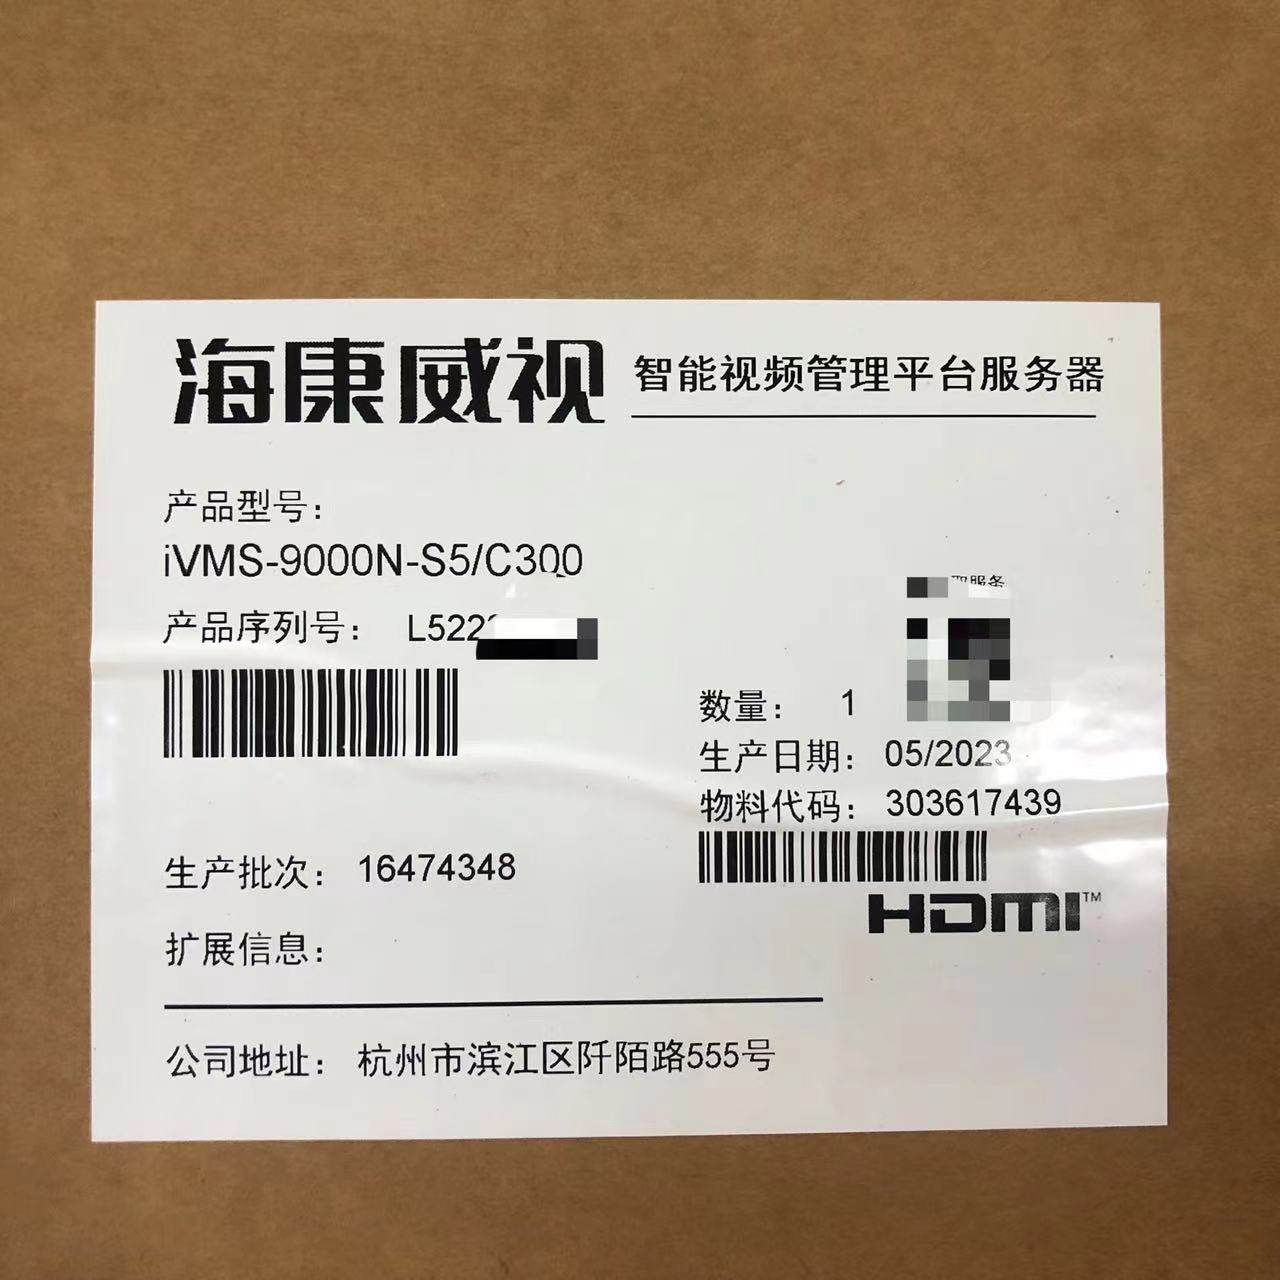 海康威视 智能视频管理平台服务器
产品型号：
iVMS-9000N-S5/C300
产品序列号： L522
数量： 1
生产日期： 05/2023
物料代码： 303617439
生产批次： 16474348
HDMI™
扩展信息：
公司地址： 杭州市滨江区阡陌路555号